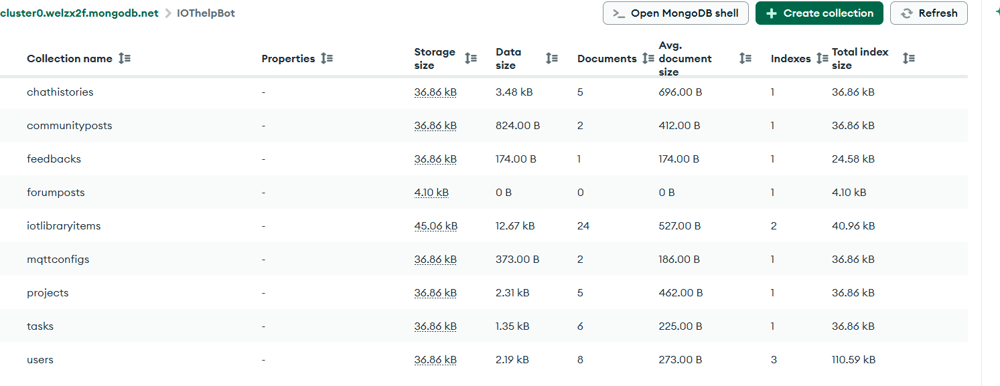 cluster0.welzx2f.mongodb.net > IOThelpBot
>_ Open MongoDB shell
+ Create collection
Refresh
Collection name Properties Storage size Data size Documents Avg. document size Indexes Total index size
chathistories - 36.86 kB 3.48 kB 5 696.00 B 1 36.86 kB
communityposts - 36.86 kB 824.00 B 2 412.00 B 1 36.86 kB
feedbacks - 36.86 kB 174.00 B 1 174.00 B 1 24.58 kB
forumposts - 4.10 kB 0 B 0 0 B 1 4.10 kB
iotlibraryitems - 45.06 kB 12.67 kB 24 527.00 B 2 40.96 kB
mqttconfigs - 36.86 kB 373.00 B 2 186.00 B 1 36.86 kB
projects - 36.86 kB 2.31 kB 5 462.00 B 1 36.86 kB
tasks - 36.86 kB 1.35 kB 6 225.00 B 1 36.86 kB
users - 36.86 kB 2.19 kB 8 273.00 B 3 110.59 kB